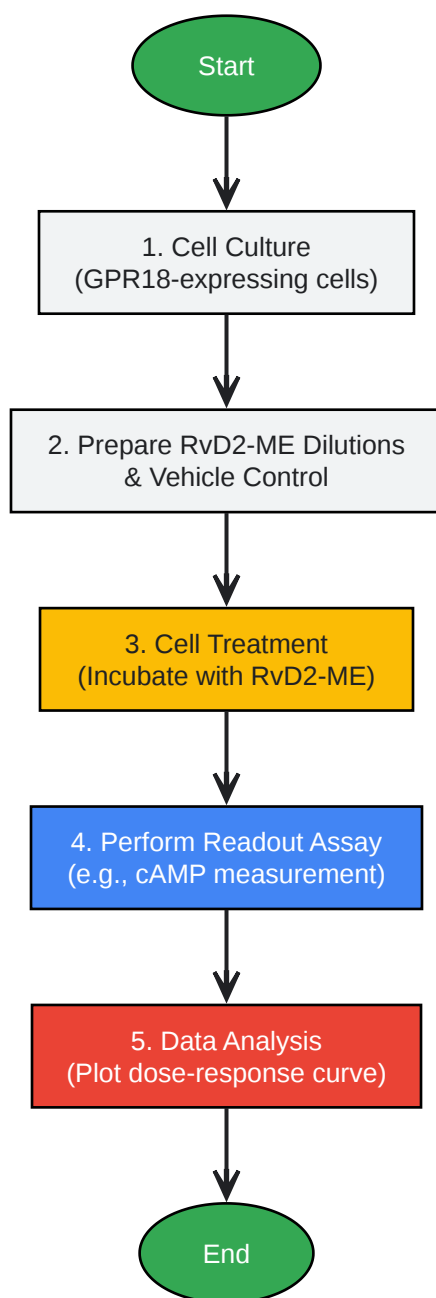 Start
1. Cell Culture
(GPR18-expressing cells)
2. Prepare RvD2-ME Dilutions
& Vehicle Control
3. Cell Treatment
(Incubate with RvD2-ME)
4. Perform Readout Assay
(e.g., cAMP measurement)
5. Data Analysis
(Plot dose-response curve)
End